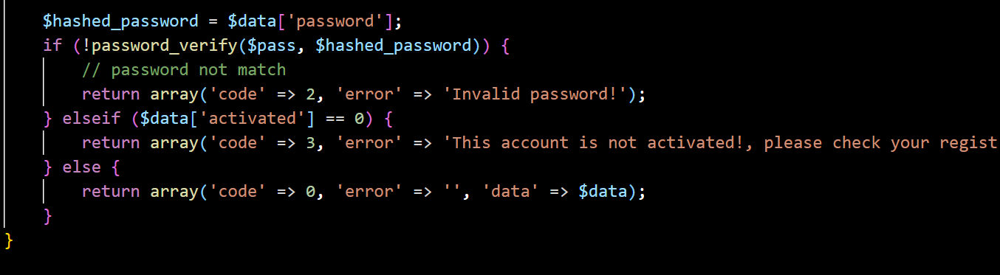 $hashed_password = $data['password'];
if (!password_verify($pass, $hashed_password)) {
// password not match
return array('code' => 2, 'error' => 'Invalid password!');
} elseif ($data['activated'] == 0) {
return array('code' => 3, 'error' => 'This account is not activated!, please check your regist
} else {
return array('code' => 0, 'error' => '', 'data' => $data);
}
}